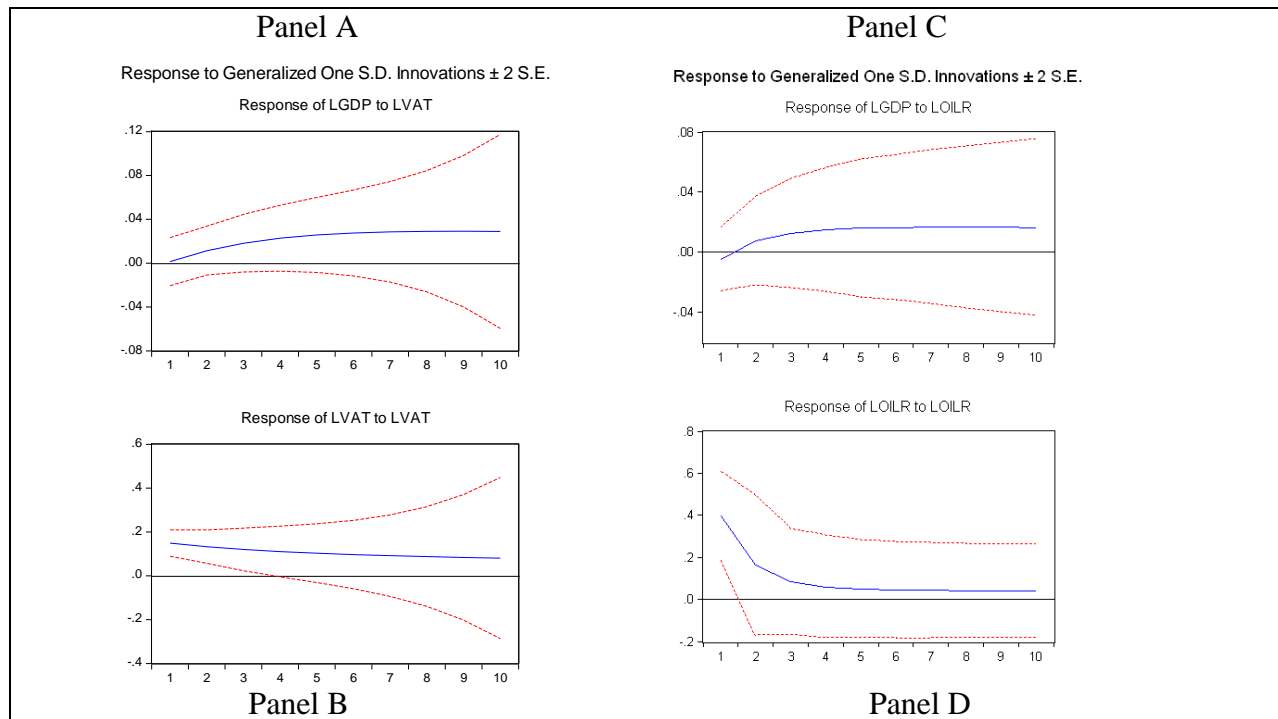 Panel A
Response to Generalized One S.D. Innovations ± 2 S.E.
Response of LGDP to LVAT
.12
.08
.04
.00
-.04
-.08
1 2 3 4 5 6 7 8 9 10
Response of LVAT to LVAT
.6
.4
.2
.0
-.2
-.4
1 2 3 4 5 6 7 8 9 10
Panel B
Panel C
Response to Generalized One S.D. Innovations ± 2 S.E.
Response of LGDP to LOILR
.08
.04
.00
-.04
1 2 3 4 5 6 7 8 9 10
Response of LOILR to LOILR
.8
.6
.4
.2
.0
-.2
1 2 3 4 5 6 7 8 9 10
Panel D